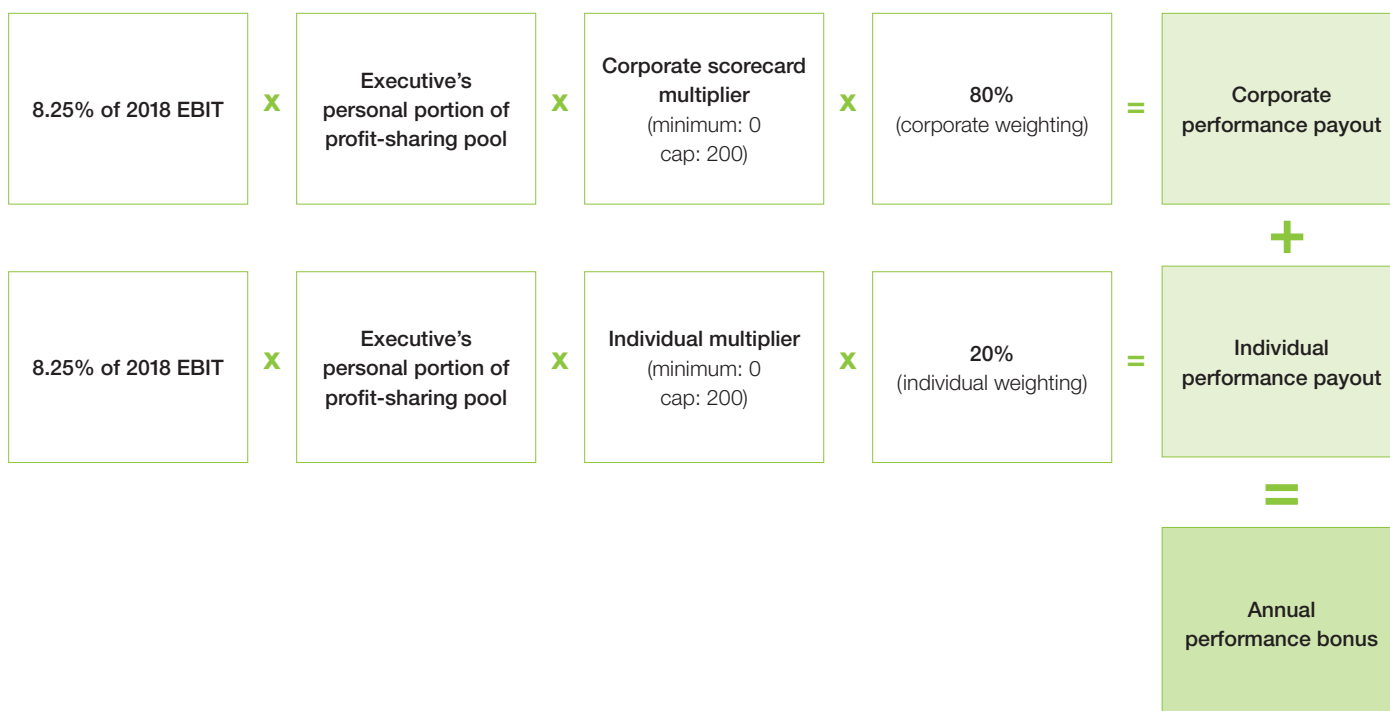 8.25% of 2018 EBIT
x
Executive's
personal portion of
profit-sharing pool
x
Corporate scorecard
multiplier
(minimum: 0
cap: 200)
x
80%
(corporate weighting)
=
Corporate
performance payout
+
8.25% of 2018 EBIT
x
Executive's
personal portion of
profit-sharing pool
x
Individual multiplier
(minimum: 0
cap: 200)
x
20%
(individual weighting)
=
Individual
performance payout
=
Annual
performance bonus